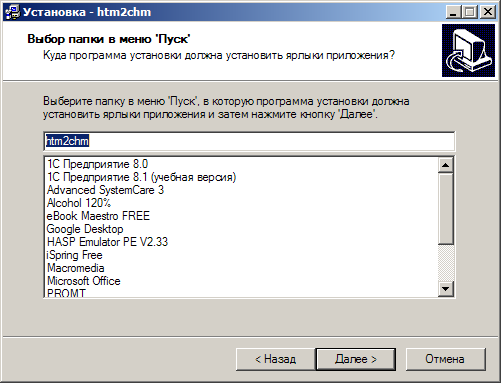 Установка - htm2chm
Выбор папки в меню 'Пуск'
Куда программа установки должна установить ярлыки приложения?
Выберите папку в меню 'Пуск', в которую программа установки должна
установить ярлыки приложения и затем нажмите кнопку 'Далее'.
htm2chm
1С Предприятие 8.0
1С Предприятие 8.1 (учебная версия)
Advanced SystemCare 3
Alcohol 120%
eBook Maestro FREE
Google Desktop
HASP Emulator PE V2.33
iSpring Free
Macromedia
Microsoft Office
PROMT
< Назад
Далее >
Отмена